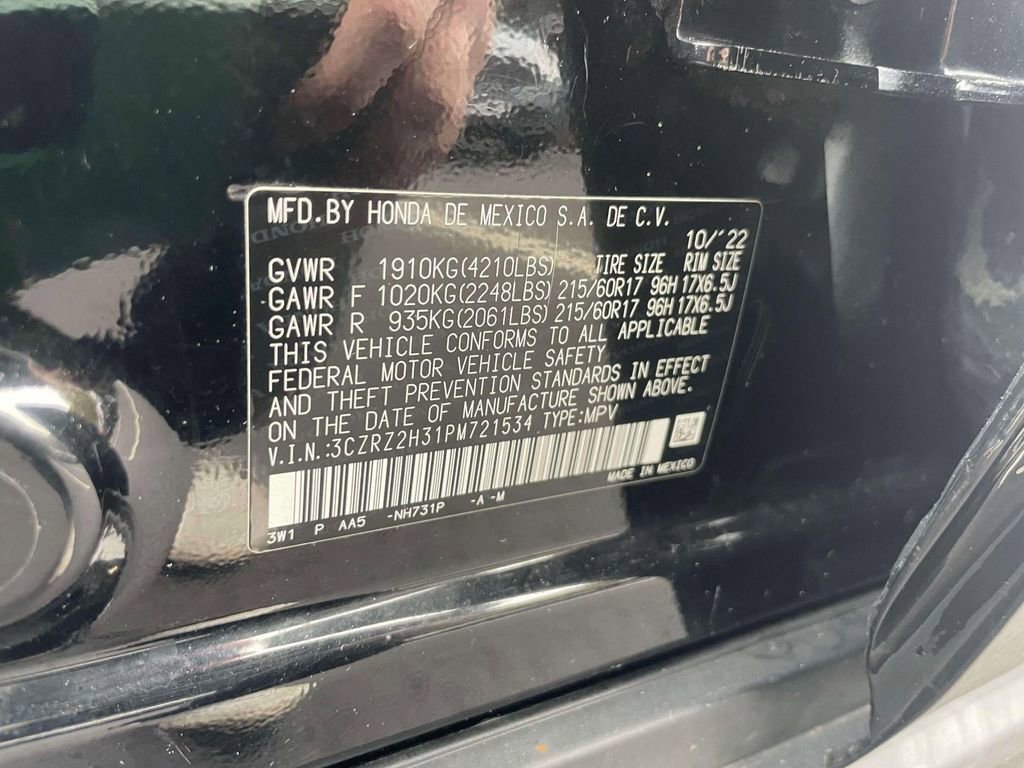 MFD.BY HONDA DE MEXICO S.A. DE C.V.
10/'22
GVWR 1910KG(4210LBS) TIRE SIZE RIM SIZE
GAWR F 1020KG(2248LBS) 215/60R17 96H 17X6.5J
GAWR R 935KG(2061LBS) 215/60R17 96H 17X6.5J
THIS VEHICLE CONFORMS TO ALL APPLICABLE
FEDERAL MOTOR VEHICLE SAFETY
AND THEFT PREVENTION STANDARDS IN EFFECT
ON THE DATE OF MANUFACTURE SHOWN ABOVE.
V.I.N.:3CZRZ2H31PM721534 TYPE:MPV
MADE IN MEXICO
3W1 P AA5 -NH731P -A -M